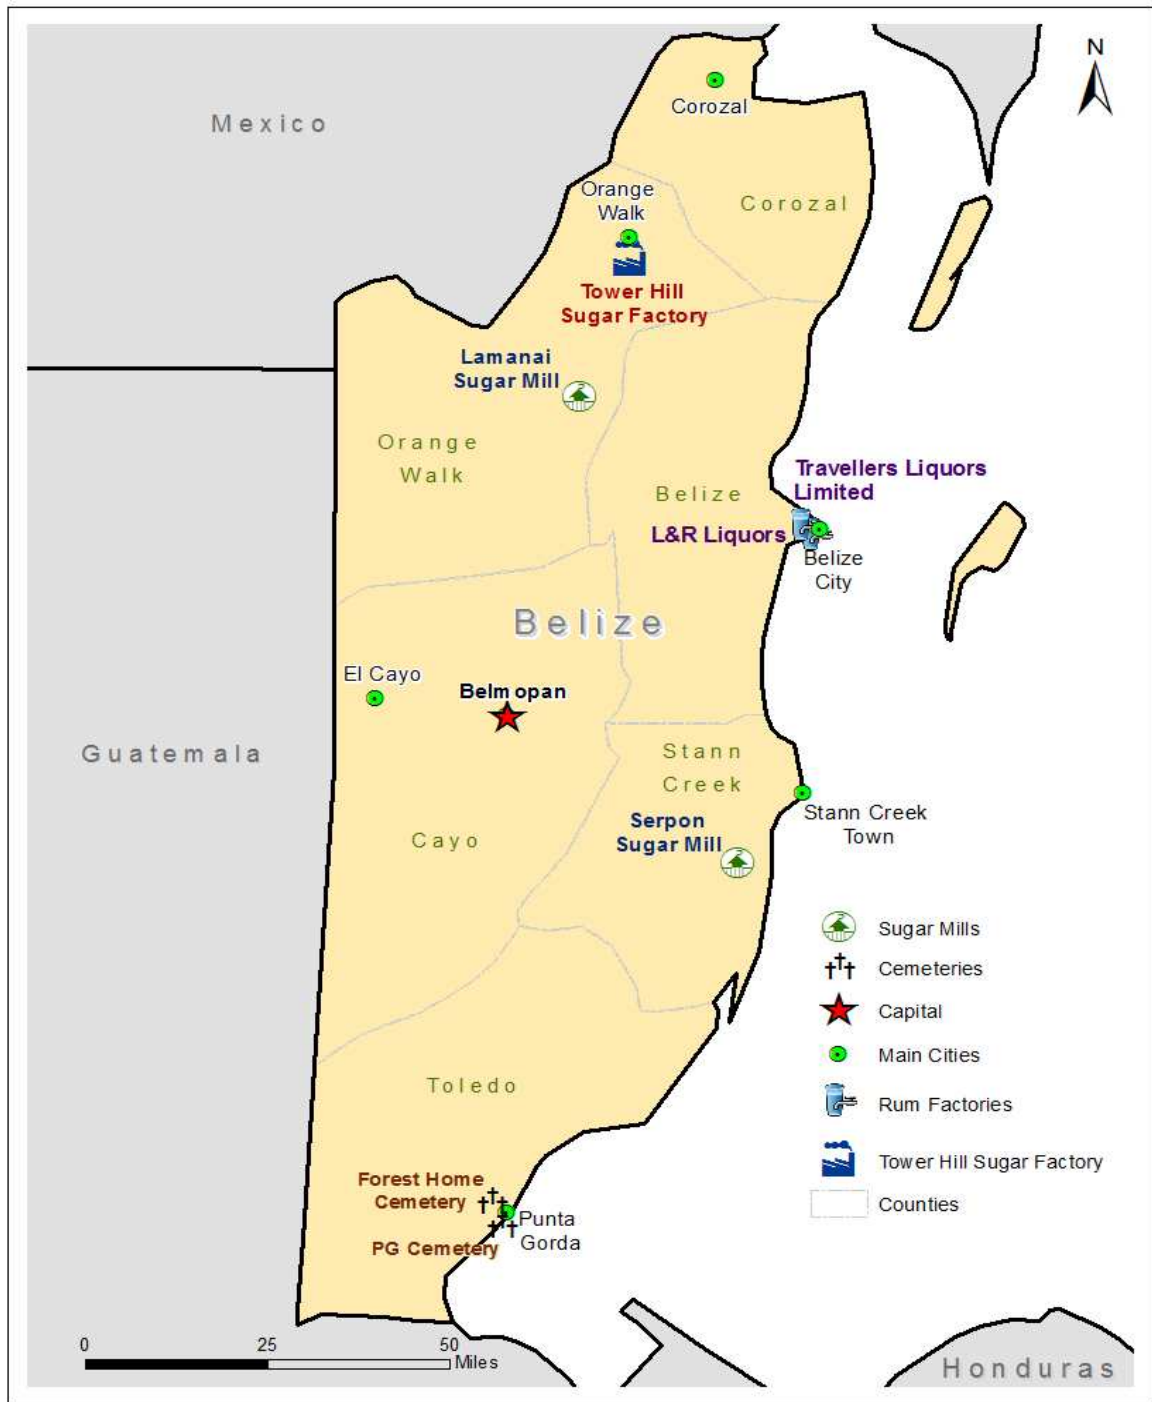 N
Mexico
Corozal
Orange
Walk
Corozal
Tower Hill
Sugar Factory
Lamanai
Sugar Mill
Orange
Walk
Belize
Travellers Liquors
Limited
L&R Liquors
Belize
City
Belize
El Cayo
Belmopan
Guatemala
Stann
Creek
Stann Creek
Town
Serpon
Sugar Mill
Cayo
Sugar Mills
Cemeteries
Capital
Main Cities
Rum Factories
Tower Hill Sugar Factory
Counties
Toledo
Forest Home
Cemetery
Punta
Gorda
PG Cemetery
0 25 50
Miles
Honduras